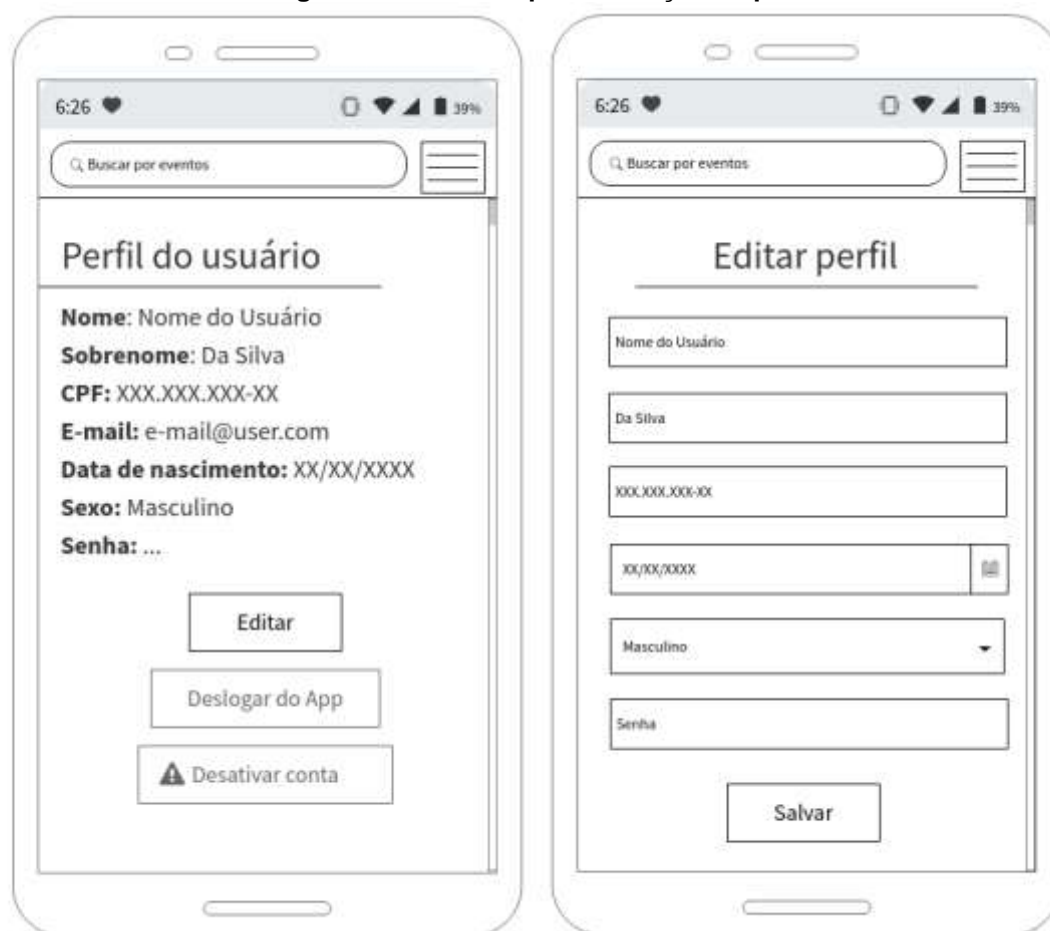 6:26
39%
Buscar por eventos
Perfil do usuário
Nome: Nome do Usuário
Sobrenome: Da Silva
CPF: XXX.XXX.XXX-XX
E-mail: e-mail@user.com
Data de nascimento: XX/XX/XXXX
Sexo: Masculino
Senha: ...
Editar
Deslogar do App
Desativar conta
6:26
39%
Buscar por eventos
Editar perfil
Nome do Usuário
Da Silva
XXX.XXX.XXX-XX
XX/XX/XXXX
Masculino
Senha
Salvar